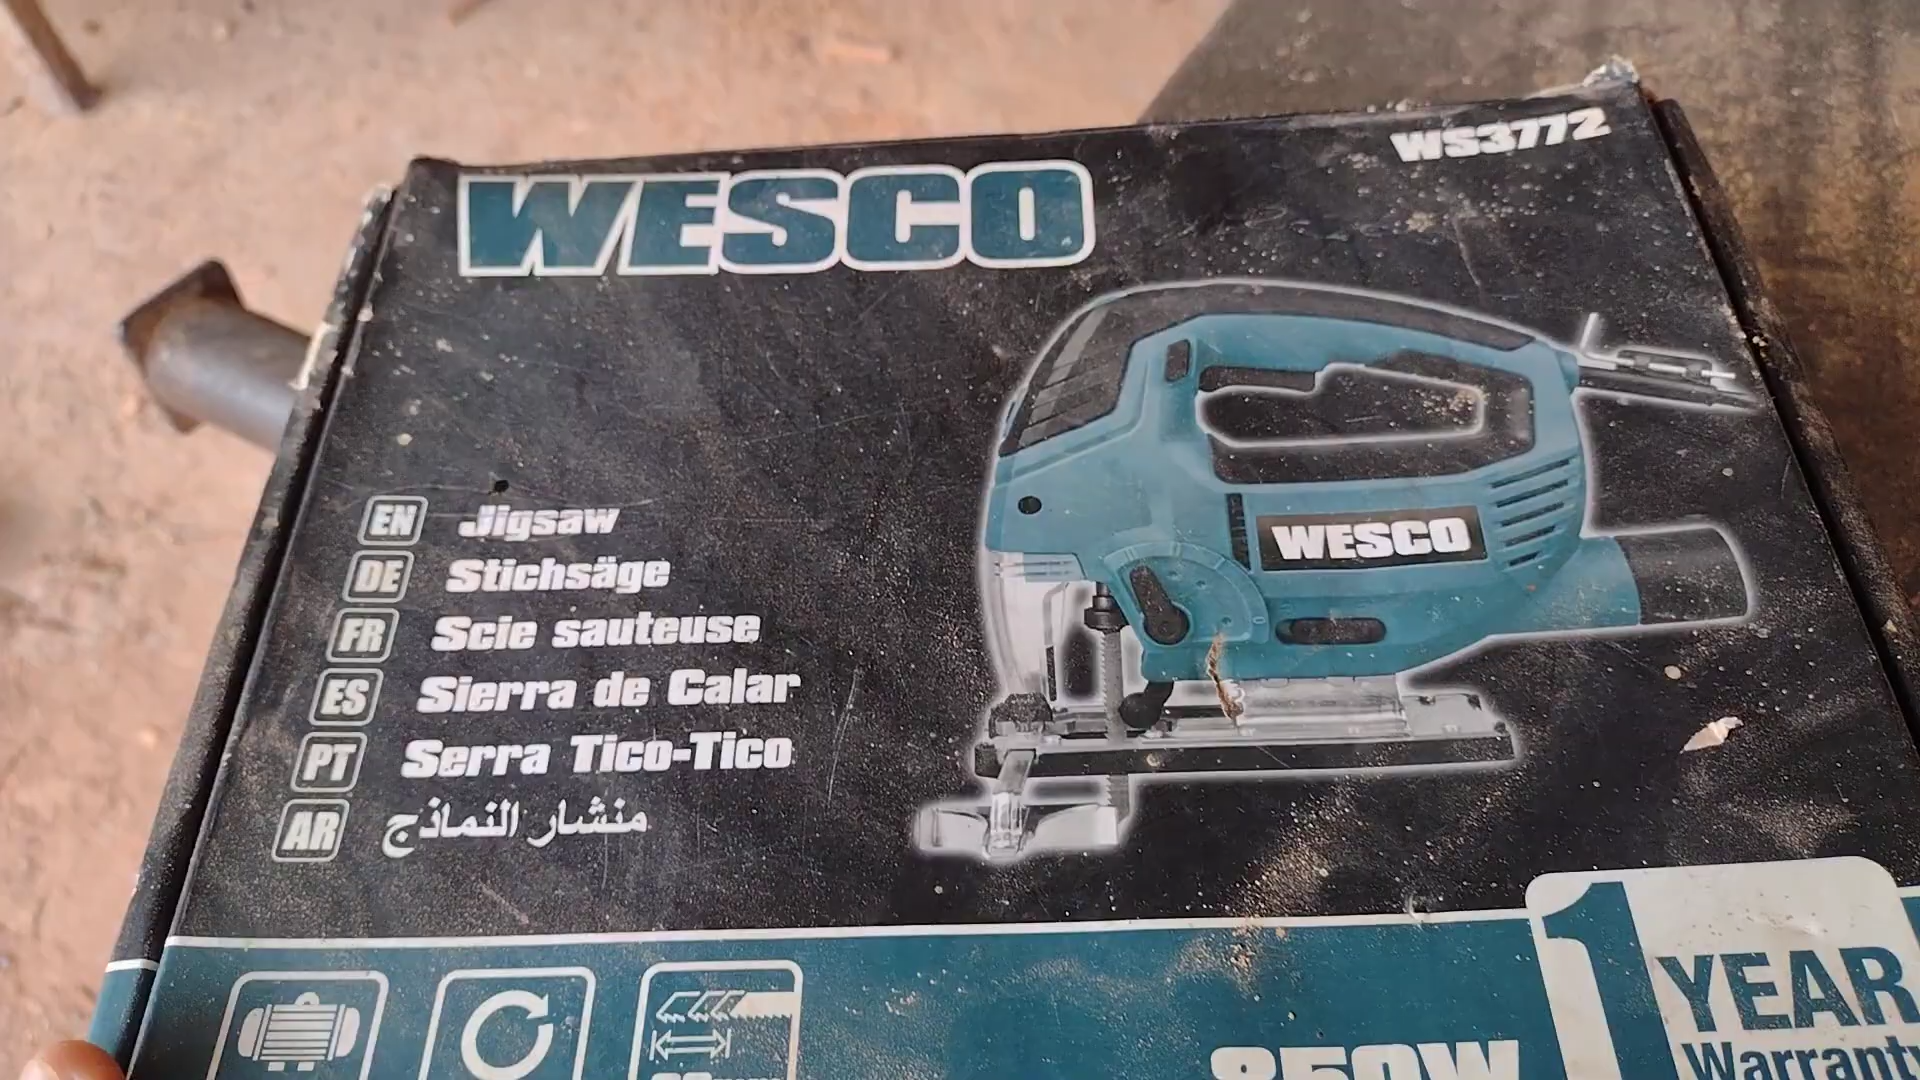 WESCO
WS3772
WESCO
EN Jigsaw
DE Stichsäge
FR Scie sauteuse
ES Sierra de Calar
PT Serra Tico-Tico
AR منشار النماذج
850W
1 YEAR
Warranty